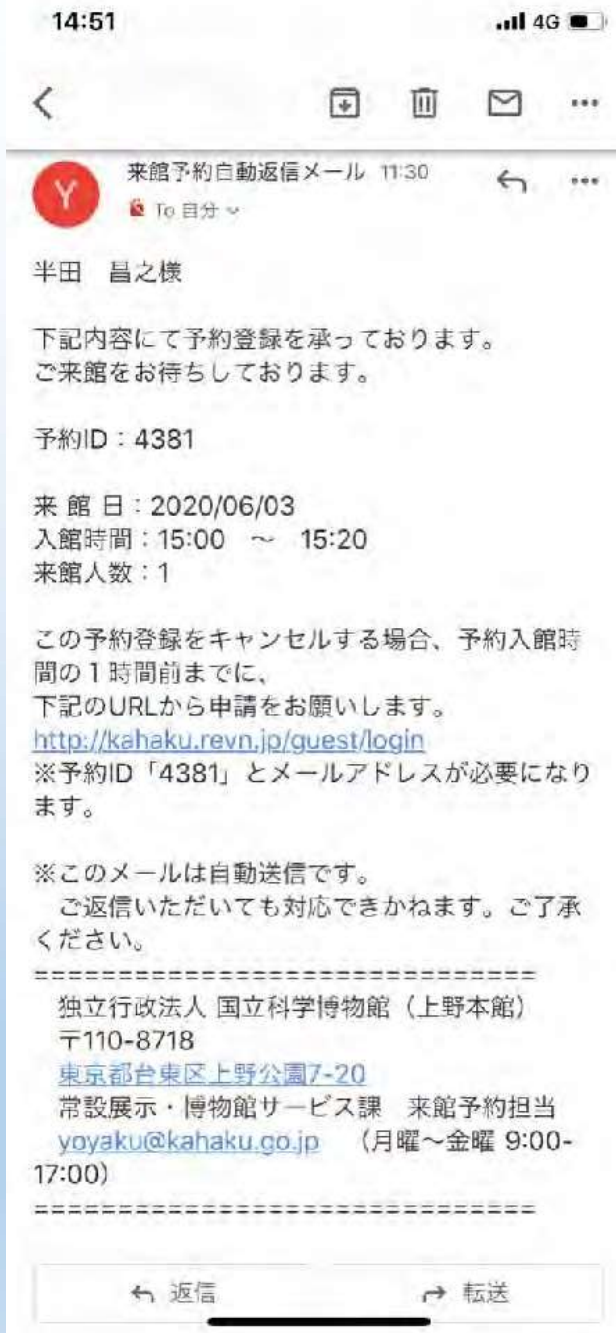 14:51
4G
Y
来館予約自動返信メール 11:30
To 自分
半田 昌之様
下記内容にて予約登録を承っております。
ご来館をお待ちしております。
予約ID：4381
来 館 日：2020/06/03
入館時間：15:00 ～ 15:20
来館人数：1
この予約登録をキャンセルする場合、予約入館時
間の１時間前までに、
下記のURLから申請をお願いします。
http://kahaku.revn.jp/guest/login
※予約ID「4381」とメールアドレスが必要になり
ます。
※このメールは自動送信です。
ご返信いただいても対応できかねます。ご了承
ください。
==============================
独立行政法人 国立科学博物館（上野本館）
〒110-8718
東京都台東区上野公園7-20
常設展示・博物館サービス課 来館予約担当
yoyaku@kahaku.go.jp （月曜～金曜 9:00-
17:00）
==============================
返信
転送